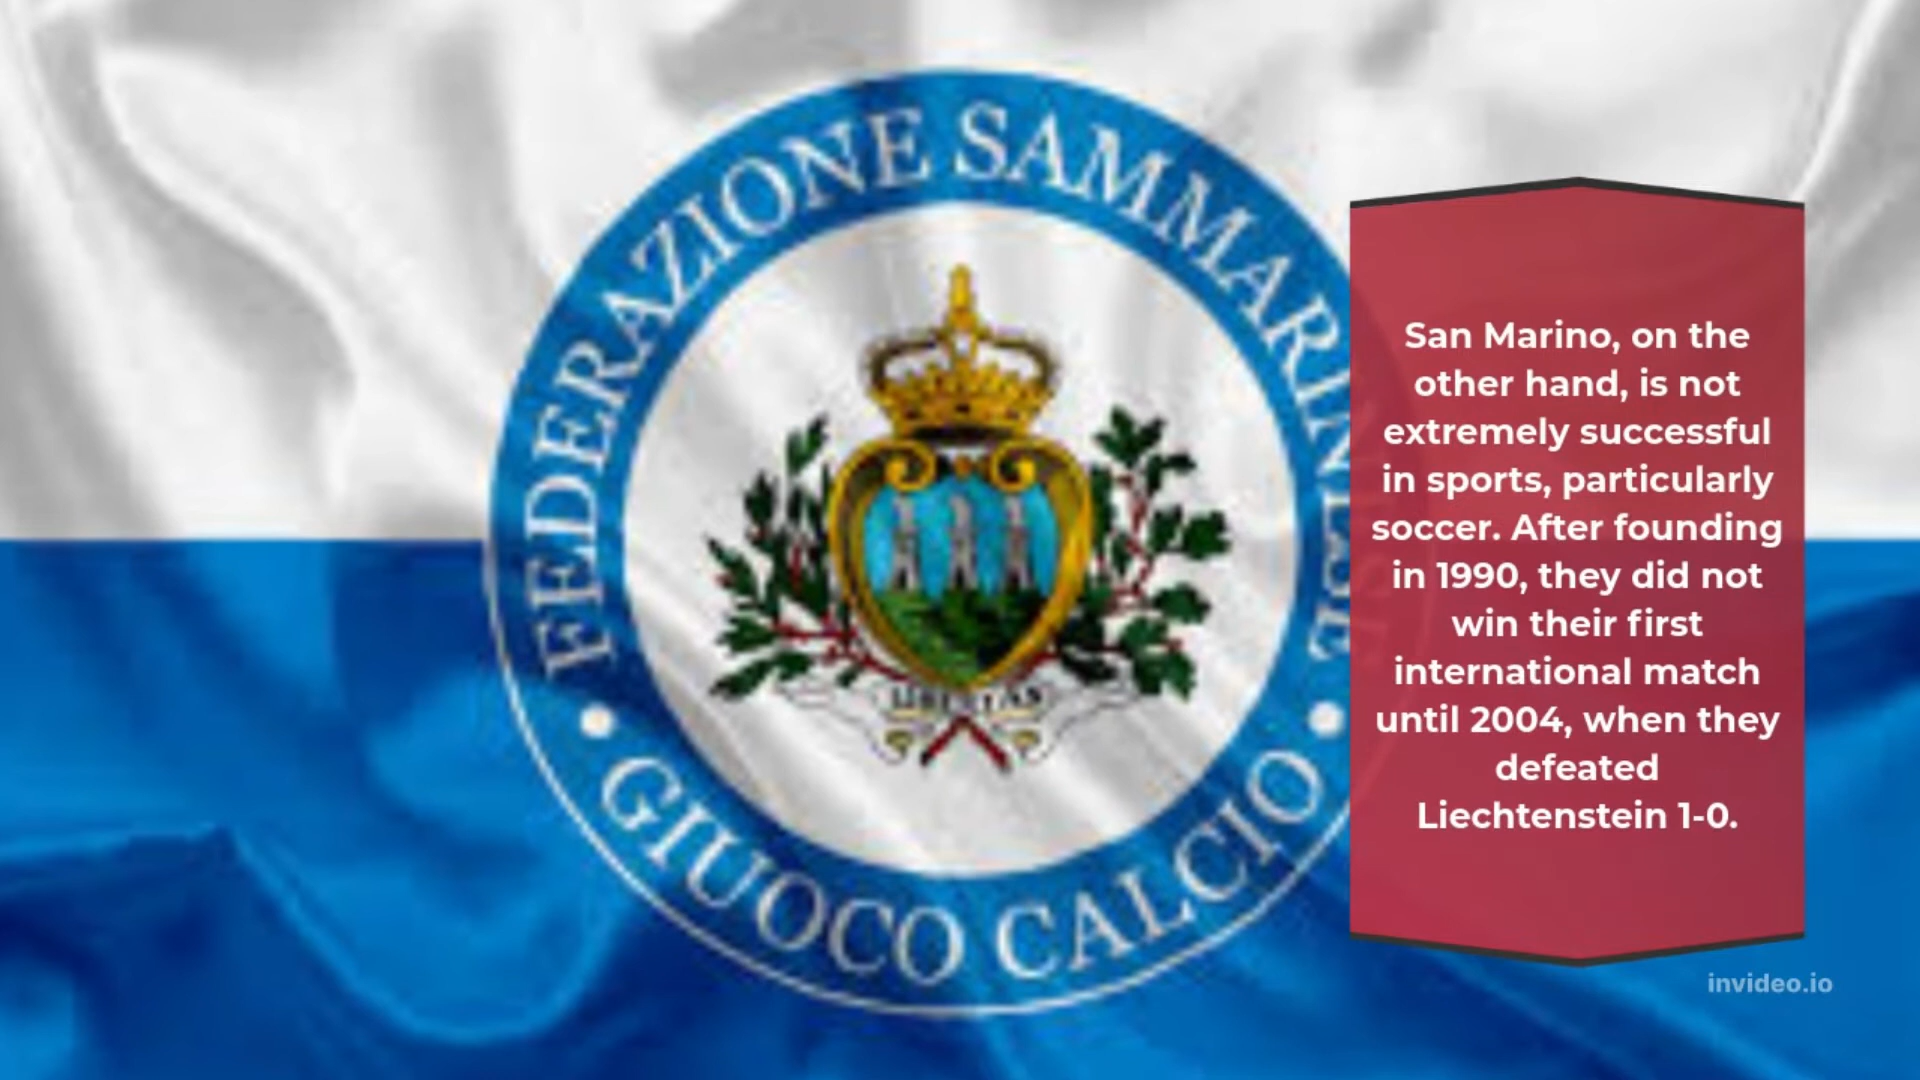 FEDERAZIONE SAMMARINESE
LIBERTAS
GIUOCO CALCIO
San Marino, on the
other hand, is not
extremely successful
in sports, particularly
soccer. After founding
in 1990, they did not
win their first
international match
until 2004, when they
defeated
Liechtenstein 1-0.
invideo.io